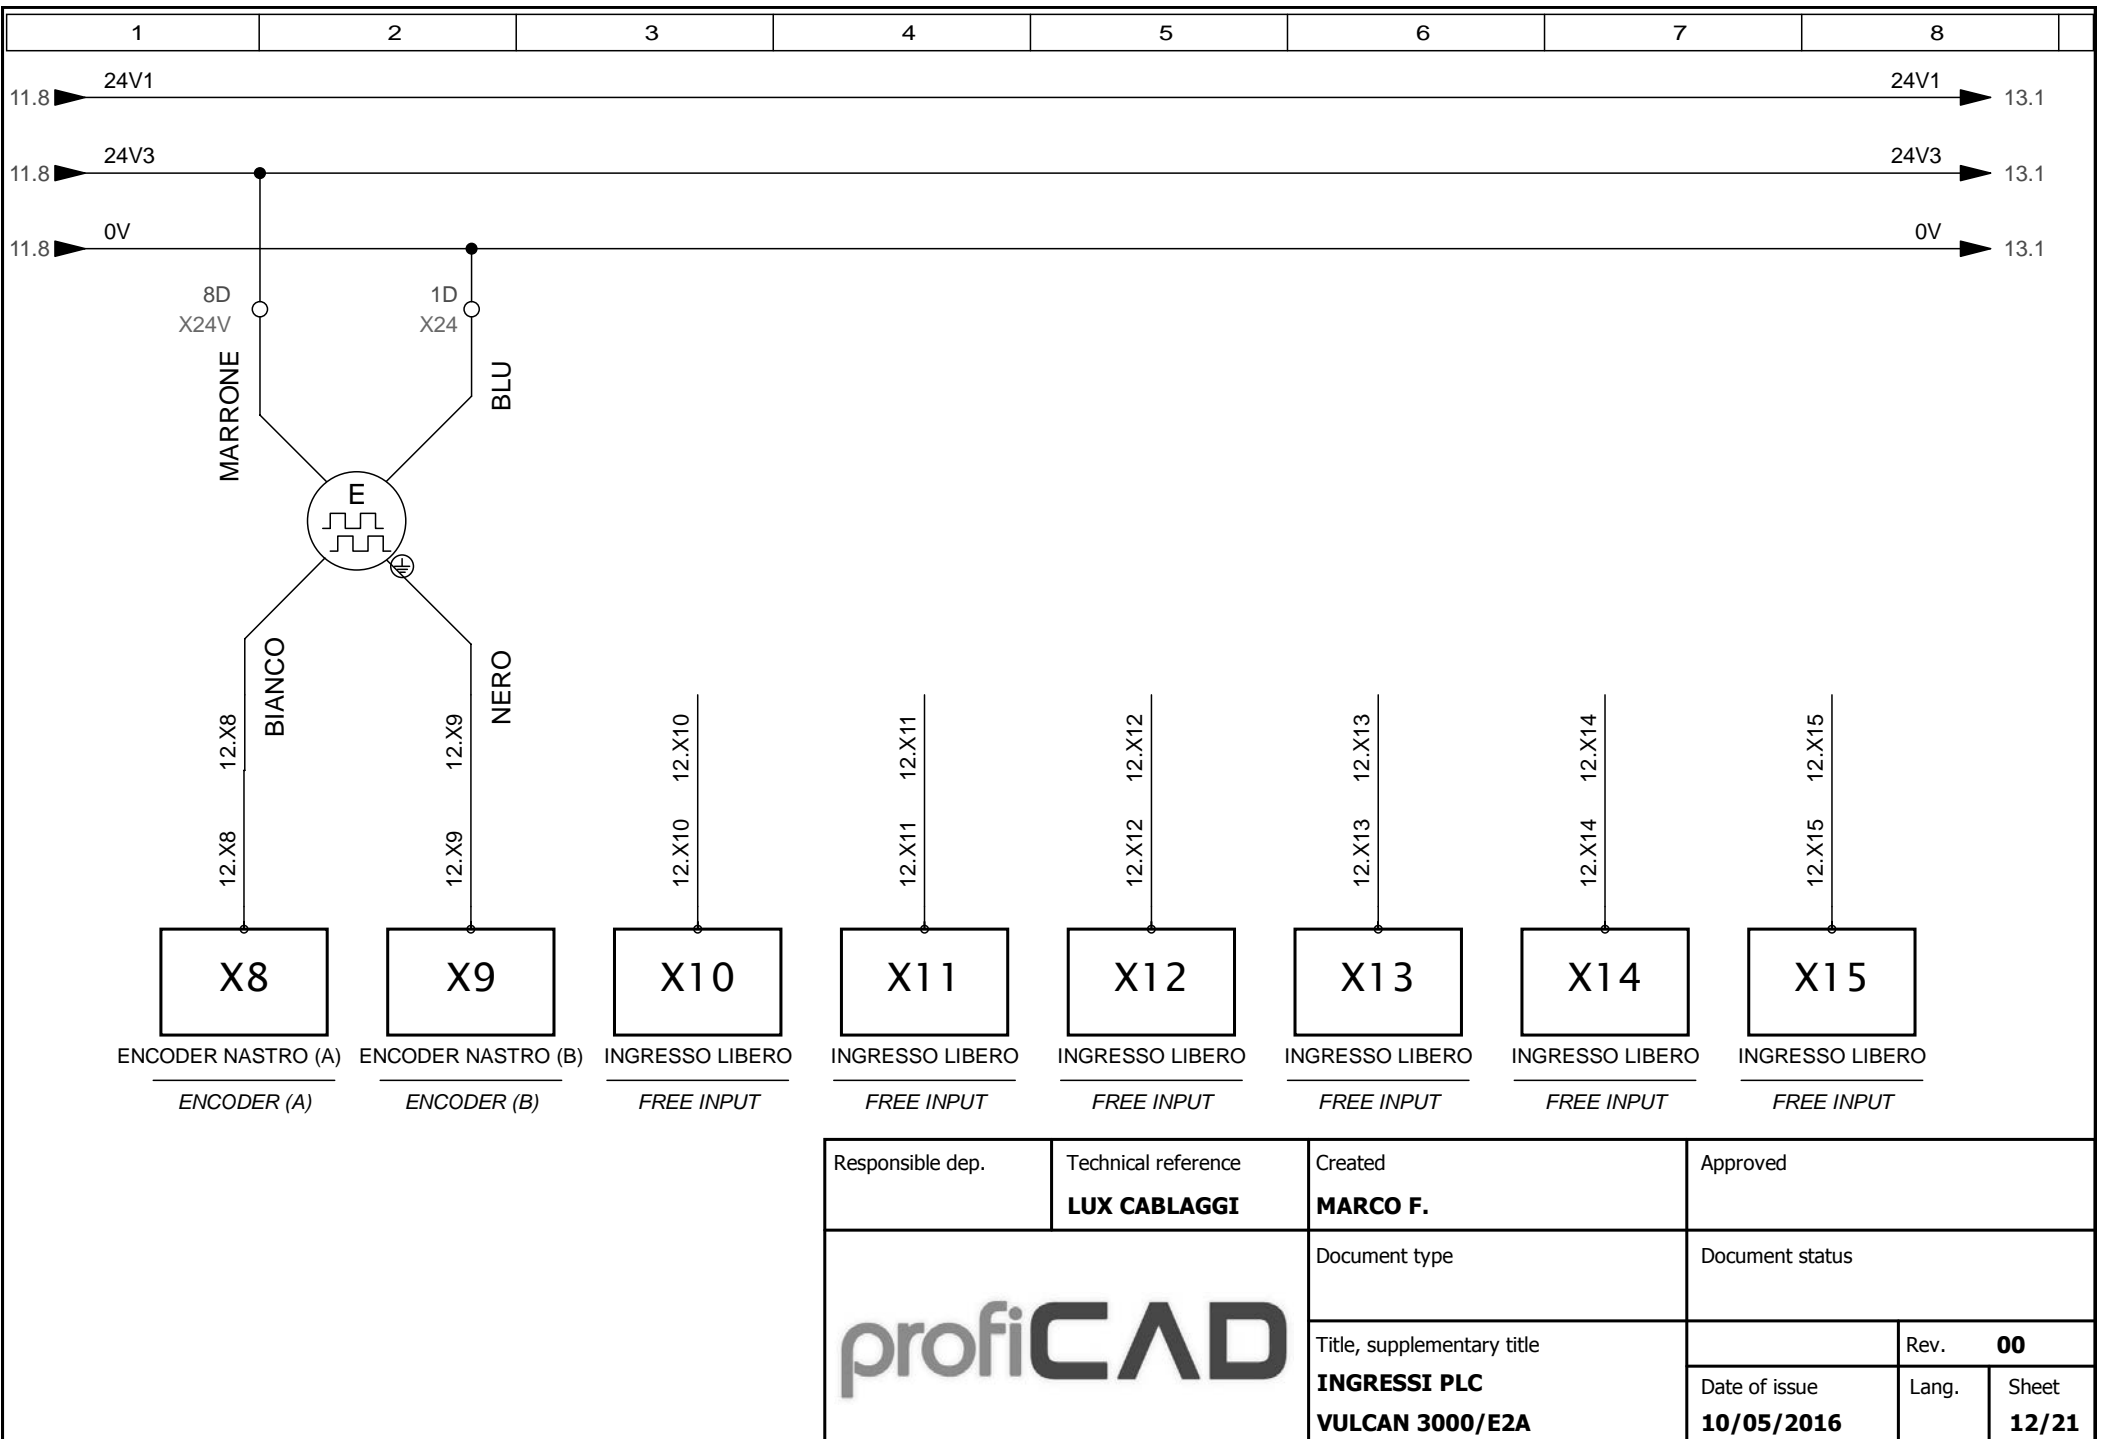 1 2 3 4 5 6 7 8
24V1 24V1
11.8 13.1
24V3 24V3
11.8 13.1
0V 0V
11.8 13.1
8D 1D
X24V X24
MARRONE
BLU
E
BIANCO
NERO
12.X8 12.X9 12.X10 12.X11 12.X12 12.X13 12.X14 12.X15
12.X8 12.X9 12.X10 12.X11 12.X12 12.X13 12.X14 12.X15
X8 X9 X10 X11 X12 X13 X14 X15
ENCODER NASTRO (A) ENCODER NASTRO (B) INGRESSO LIBERO INGRESSO LIBERO INGRESSO LIBERO INGRESSO LIBERO INGRESSO LIBERO INGRESSO LIBERO
ENCODER (A) ENCODER (B) FREE INPUT FREE INPUT FREE INPUT FREE INPUT FREE INPUT FREE INPUT
Responsible dep. Technical reference Created Approved
LUX CABLAGGI MARCO F.
Document type Document status
profiCAD
Title, supplementary title Rev. 00
INGRESSI PLC Date of issue Lang. Sheet
VULCAN 3000/E2A 10/05/2016 12/21